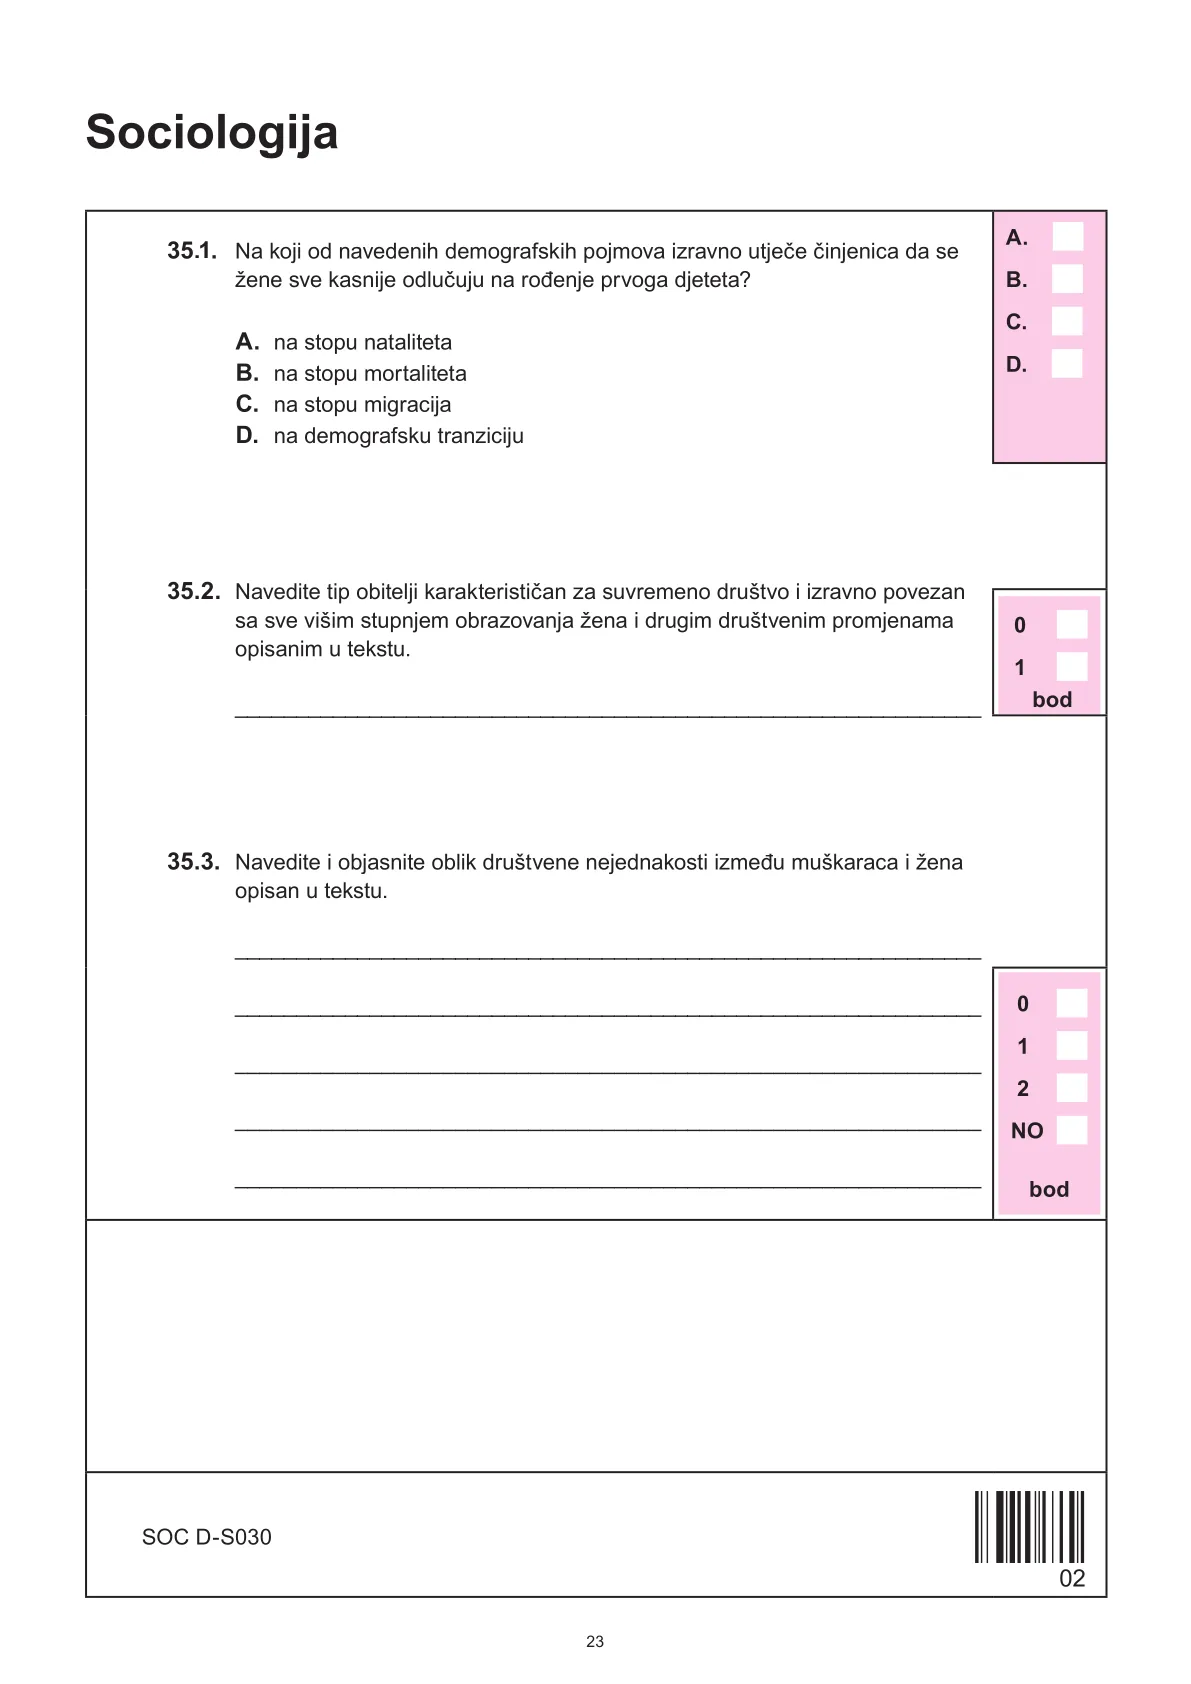 Sociologija
35.1. Na koji od navedenih demografskih pojmova izravno utječe činjenica da se
žene sve kasnije odlučuju na rođenje prvoga djeteta?
A. na stopu nataliteta
B. na stopu mortaliteta
C. na stopu migracija
D. na demografsku tranziciju
A.
B.
C.
D.
35.2. Navedite tip obitelji karakterističan za suvremeno društvo i izravno povezan
sa sve višim stupnjem obrazovanja žena i drugim društvenim promjenama
opisanim u tekstu.
0
1
bod
35.3. Navedite i objasnite oblik društvene nejednakosti između muškaraca i žena
opisan u tekstu.
0
1
2
NO
bod
SOC D-S030
02
23